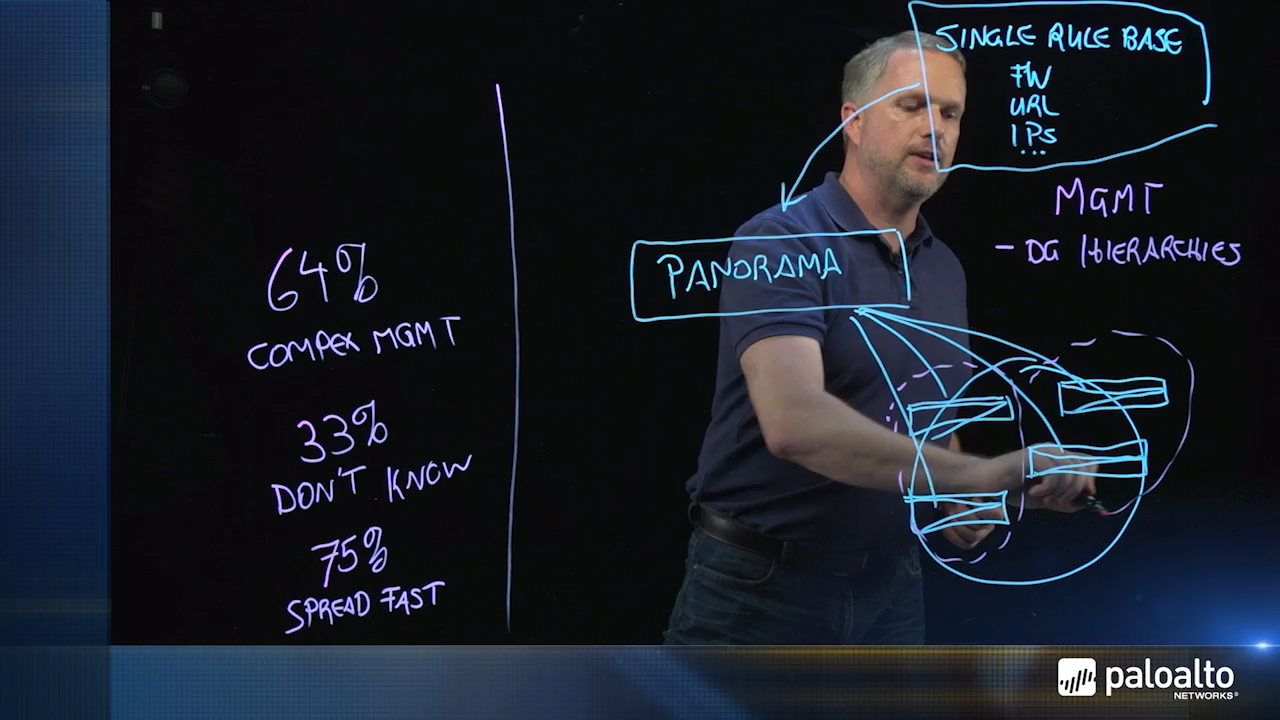 64%
COMPEX MGMT
33%
DON'T KNOW
75%
SPREAD FAST
SINGLE RULE BASE
FW
URL
IPS
...
MGMT
- DG HIERARCHIES
PANORAMA
paloalto
NETWORKS®